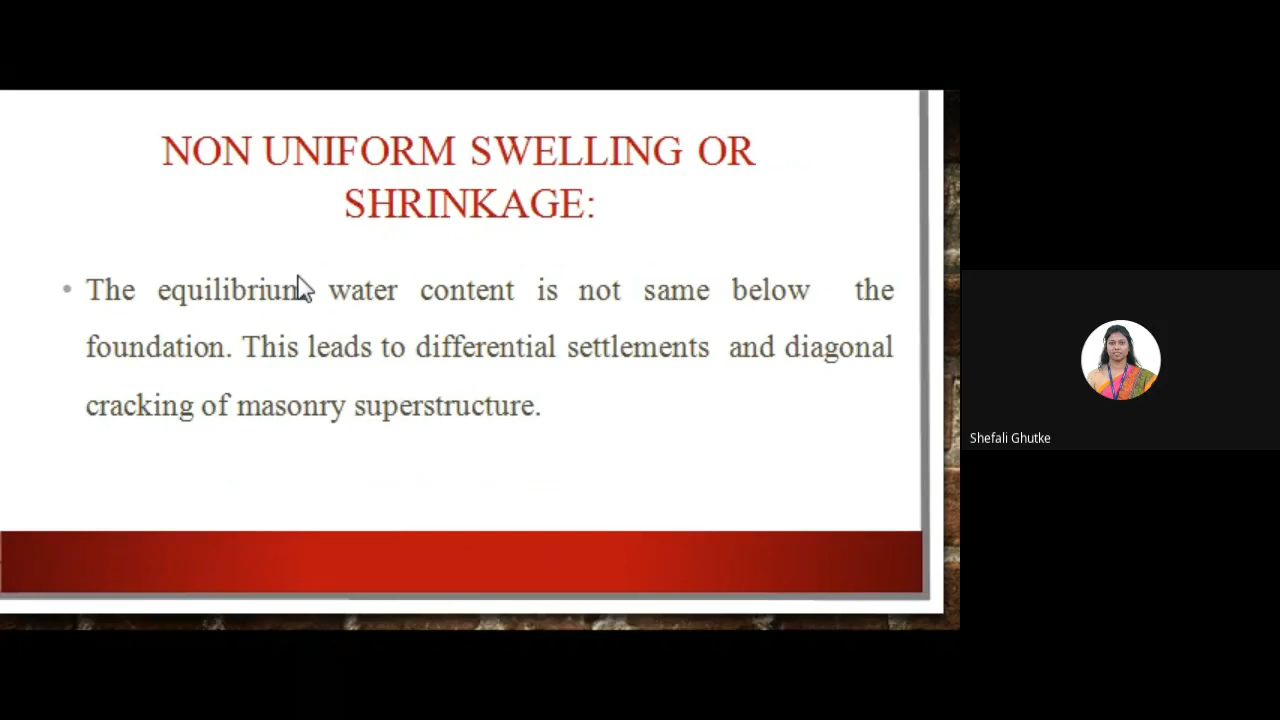 NON UNIFORM SWELLING OR
SHRINKAGE:
• The equilibrium water content is not same below the
foundation. This leads to differential settlements and diagonal
cracking of masonry superstructure.
Shefali Ghutke